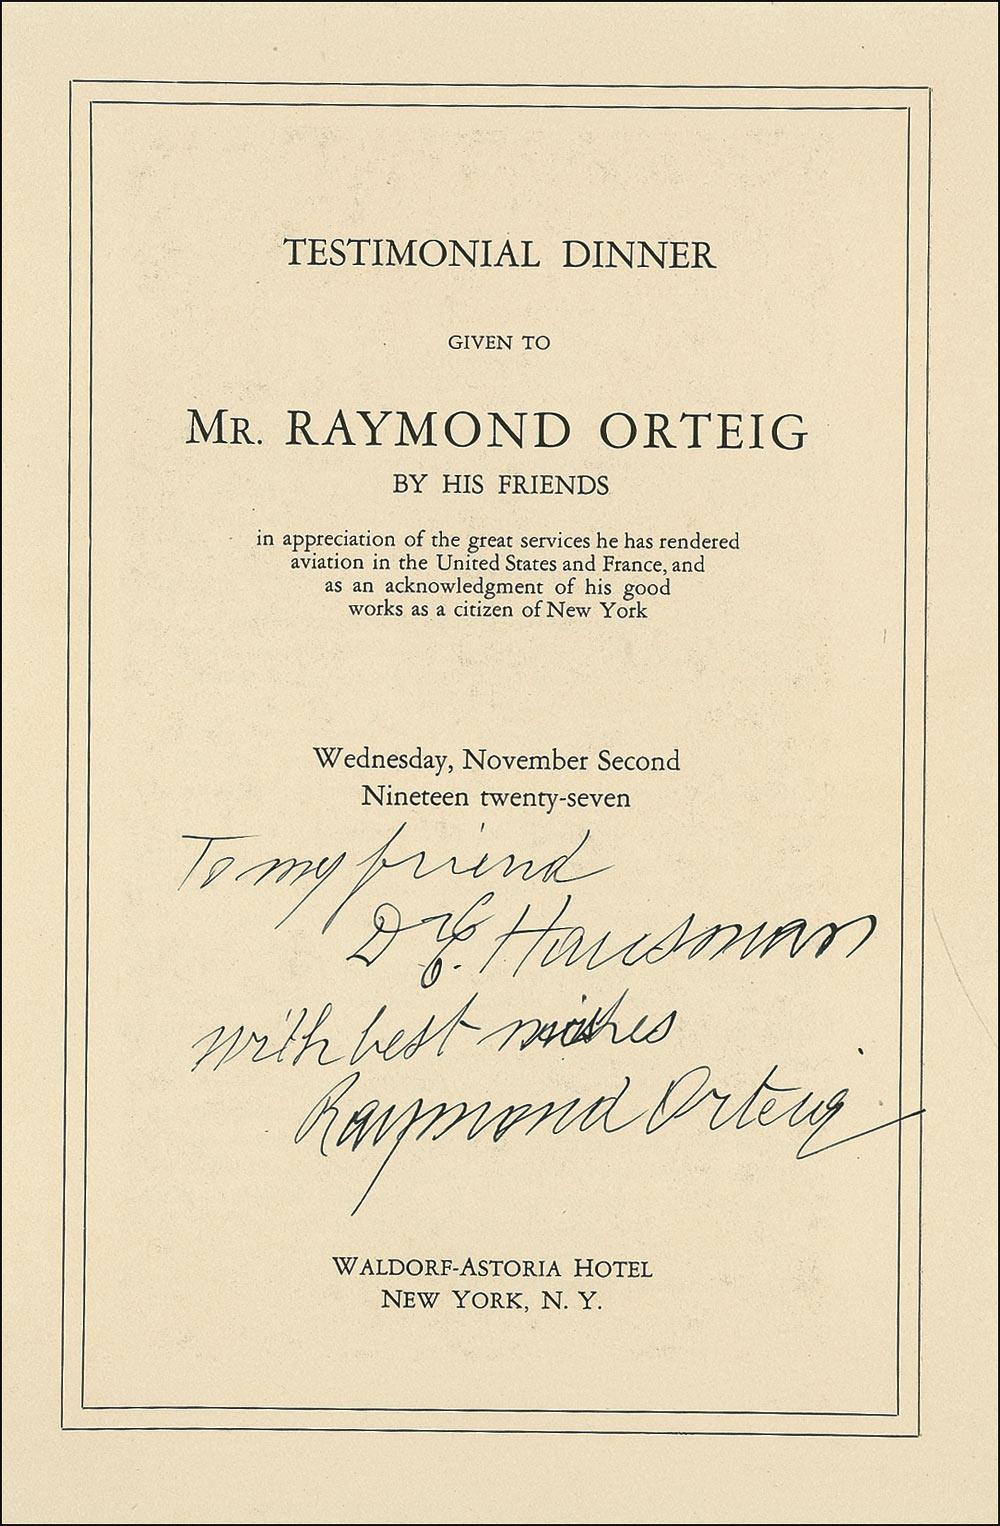 TESTIMONIAL DINNER
GIVEN TO
MR. RAYMOND ORTEIG
BY HIS FRIENDS
in appreciation of the great services he has rendered
aviation in the United States and France, and
as an acknowledgment of his good
works as a citizen of New York
Wednesday, November Second
Nineteen twenty-seven
To my friend
D E. Hausman
with best wishes
Raymond Orteig
WALDORF-ASTORIA HOTEL
NEW YORK, N. Y.